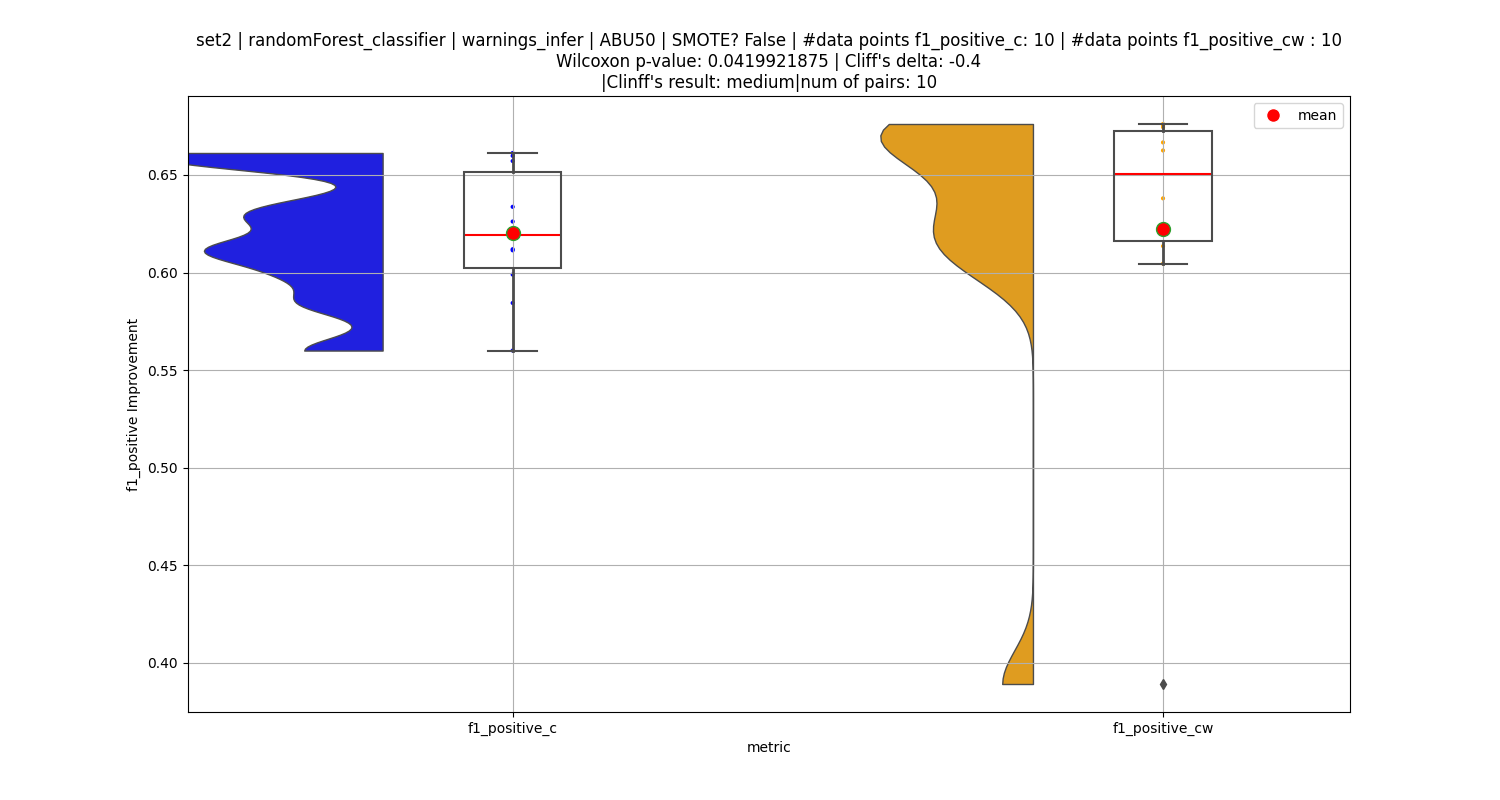 set2 | randomForest_classifier | warnings_infer | ABU50 | SMOTE? False | #data points f1_positive_c: 10 | #data points f1_positive_cw : 10
Wilcoxon p-value: 0.0419921875 | Cliff's delta: -0.4
|Clinff's result: medium|num of pairs: 10
mean
0.65
0.60
0.55
0.50
0.45
0.40
f1_positive Improvement
f1_positive_c
f1_positive_cw
metric